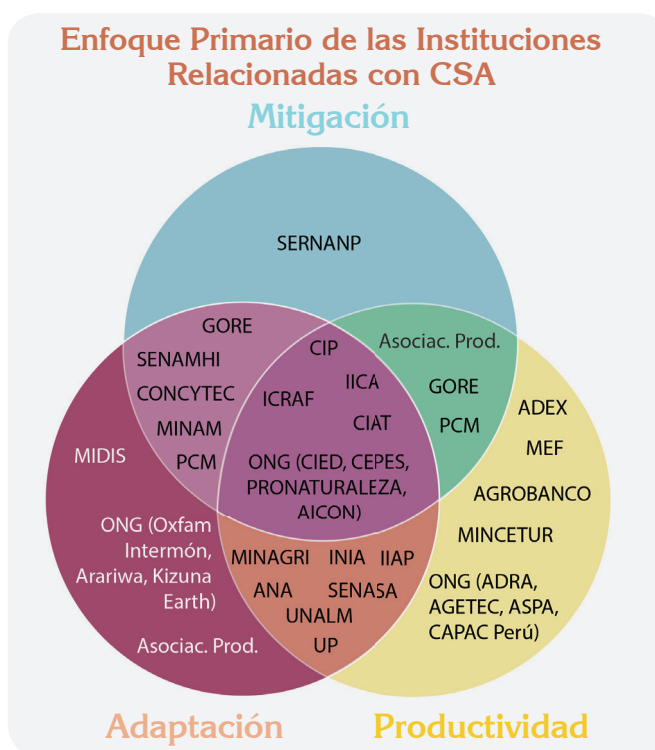 Enfoque Primario de las Instituciones
Relacionadas con CSA
Mitigación
SERNANP
GORE
SENAMHI
CONCYTEC
MINAM
PCM
CIP
IICA
ICRAF
CIAT
ONG (CIED, CEPES,
PRONATURALEZA,
AICON)
Asociac. Prod.
GORE
PCM
ADEX
MEF
AGROBANCO
MINCETUR
ONG (ADRA,
AGETEC, ASPA,
CAPAC Perú)
MIDIS
ONG (Oxfam
Intermón,
Arariwa, Kizuna
Earth)
Asociac. Prod.
MINAGRI INIA IIAP
ANA SENASA
UNALM
UP
Adaptación
Productividad